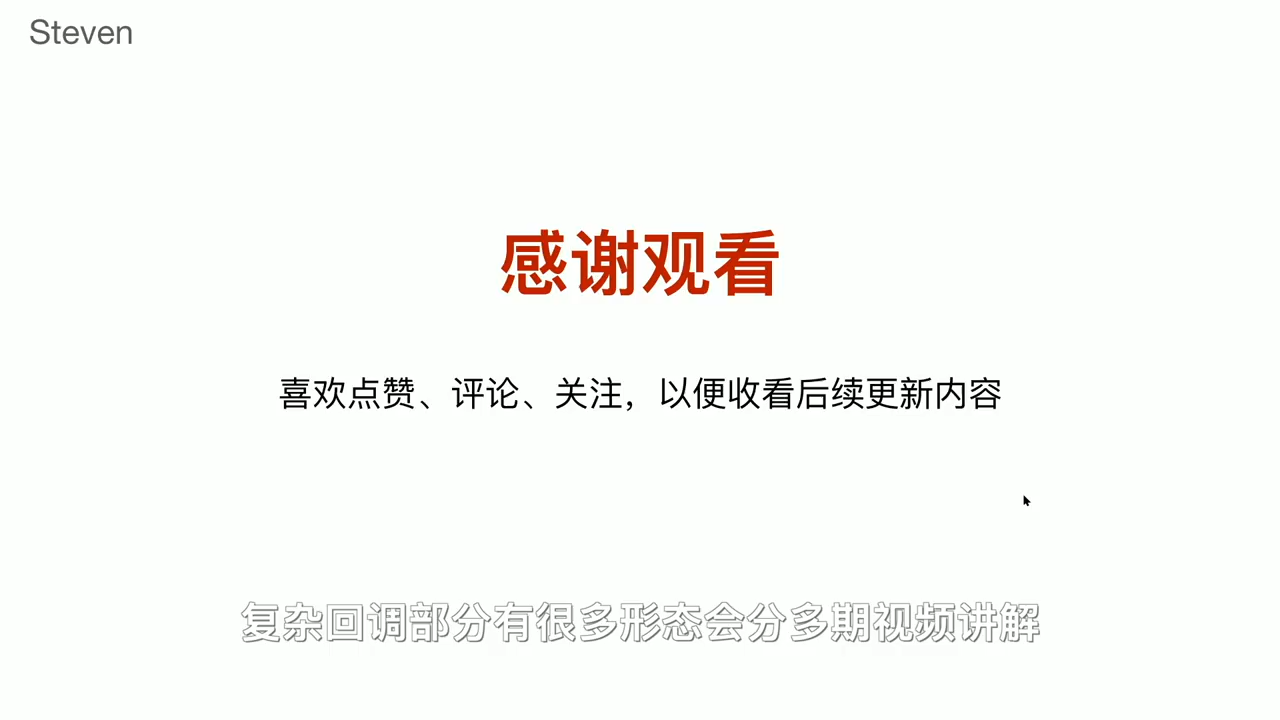 Steven
感谢观看
喜欢点赞、评论、关注，以便收看后续更新内容
复杂回调部分有很多形态会分多期视频讲解